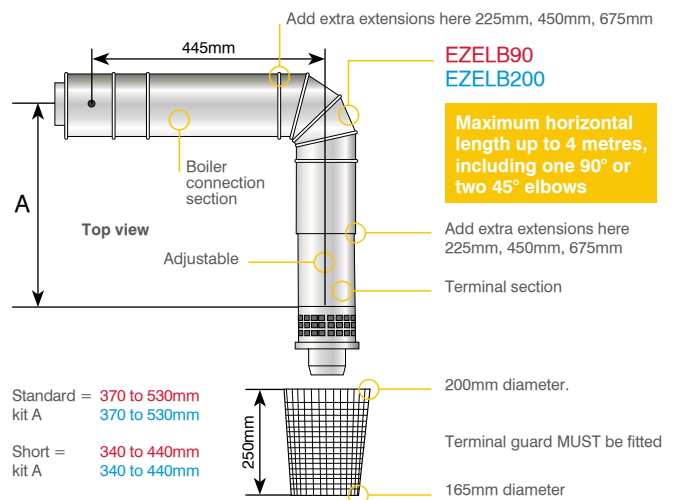 Add extra extensions here 225mm, 450mm, 675mm
445mm
EZELB90
EZELB200
Maximum horizontal
length up to 4 metres,
including one 90° or
two 45° elbows
Boiler
connection
section
A
Top view
Add extra extensions here
225mm, 450mm, 675mm
Adjustable
Terminal section
Standard = 370 to 530mm
kit A 370 to 530mm
Short = 340 to 440mm
kit A 340 to 440mm
250mm
200mm diameter.
Terminal guard MUST be fitted
165mm diameter